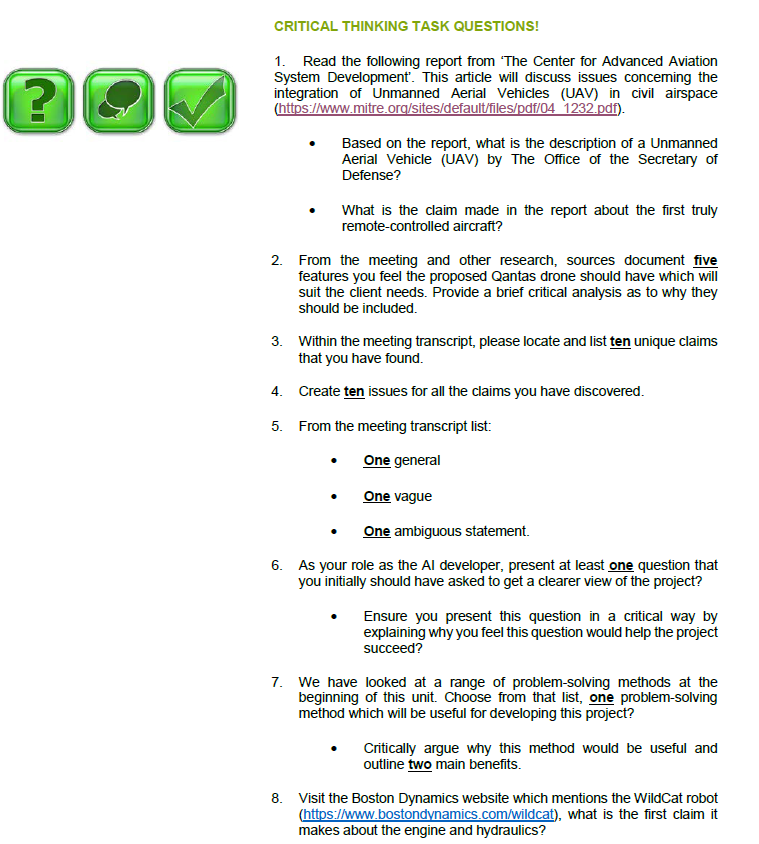 CRITICAL THINKING TASK QUESTIONS!
1. Read the following report from 'The Center for Advanced Aviation
System Development'. This article will discuss issues concerning the
integration of Unmanned Aerial Vehicles (UAV) in civil airspace
(https://www.mitre.org/sites/default/files/pdf/04_1232.pdf).
• Based on the report, what is the description of a Unmanned
Aerial Vehicle (UAV) by The Office of the Secretary of
Defense?
• What is the claim made in the report about the first truly
remote-controlled aircraft?
2. From the meeting and other research, sources document five
features you feel the proposed Qantas drone should have which will
suit the client needs. Provide a brief critical analysis as to why they
should be included.
3. Within the meeting transcript, please locate and list ten unique claims
that you have found.
4. Create ten issues for all the claims you have discovered.
5. From the meeting transcript list:
• One general
• One vague
• One ambiguous statement.
6. As your role as the AI developer, present at least one question that
you initially should have asked to get a clearer view of the project?
• Ensure you present this question in a critical way by
explaining why you feel this question would help the project
succeed?
7. We have looked at a range of problem-solving methods at the
beginning of this unit. Choose from that list, one problem-solving
method which will be useful for developing this project?
• Critically argue why this method would be useful and
outline two main benefits.
8. Visit the Boston Dynamics website which mentions the WildCat robot
(https://www.bostondynamics.com/wildcat), what is the first claim it
makes about the engine and hydraulics?